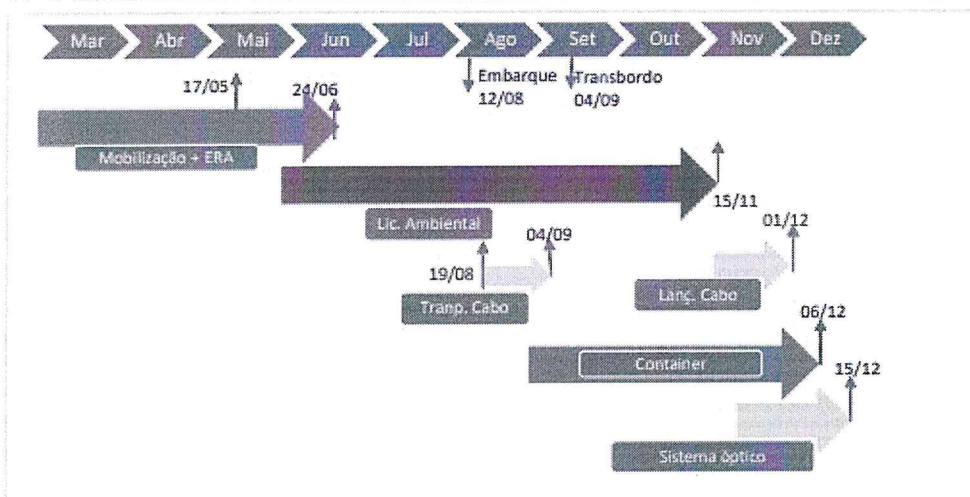 Mar Abr Mai Jun Jul Ago Set Out Nov Dez
Embarque
12/08
Transbordo
04/09
17/05
24/06
Mobilização + ERA
15/11
Lic. Ambiental
19/08
04/09
Tranp. Cabo
01/12
Lanç. Cabo
06/12
Container
15/12
Sistema óptico